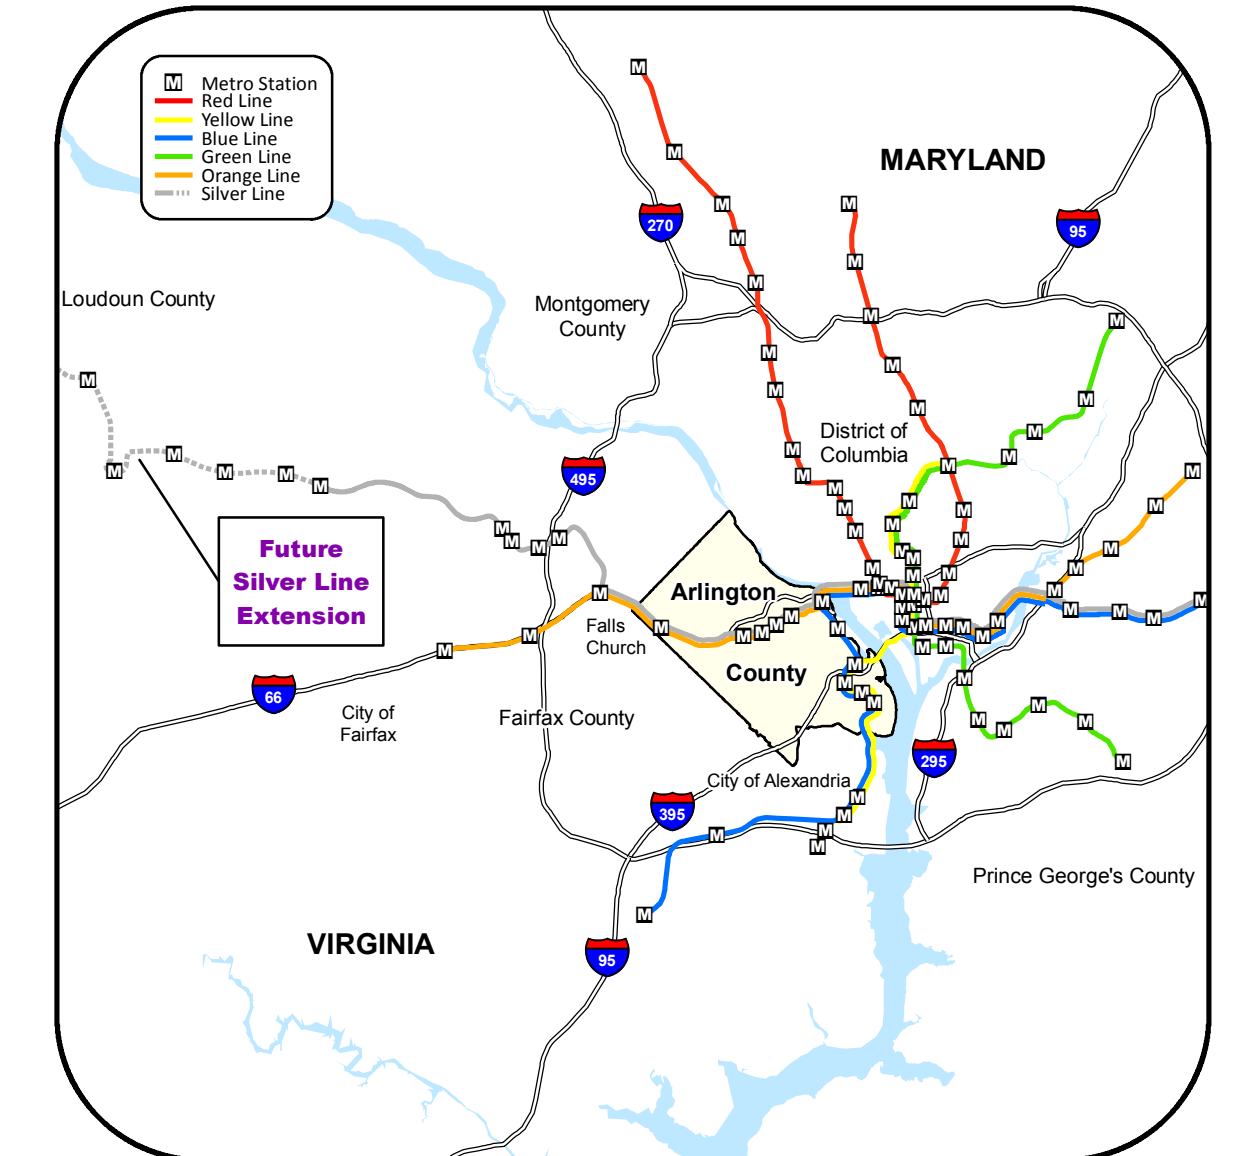 M Metro Station
Red Line
Yellow Line
Blue Line
Green Line
Orange Line
Silver Line
MARYLAND
270
95
Loudoun County
Montgomery
County
District of
Columbia
495
Future
Silver Line
Extension
Arlington
County
Falls
Church
66
City of
Fairfax
Fairfax County
295
City of Alexandria
395
Prince George's County
VIRGINIA
95